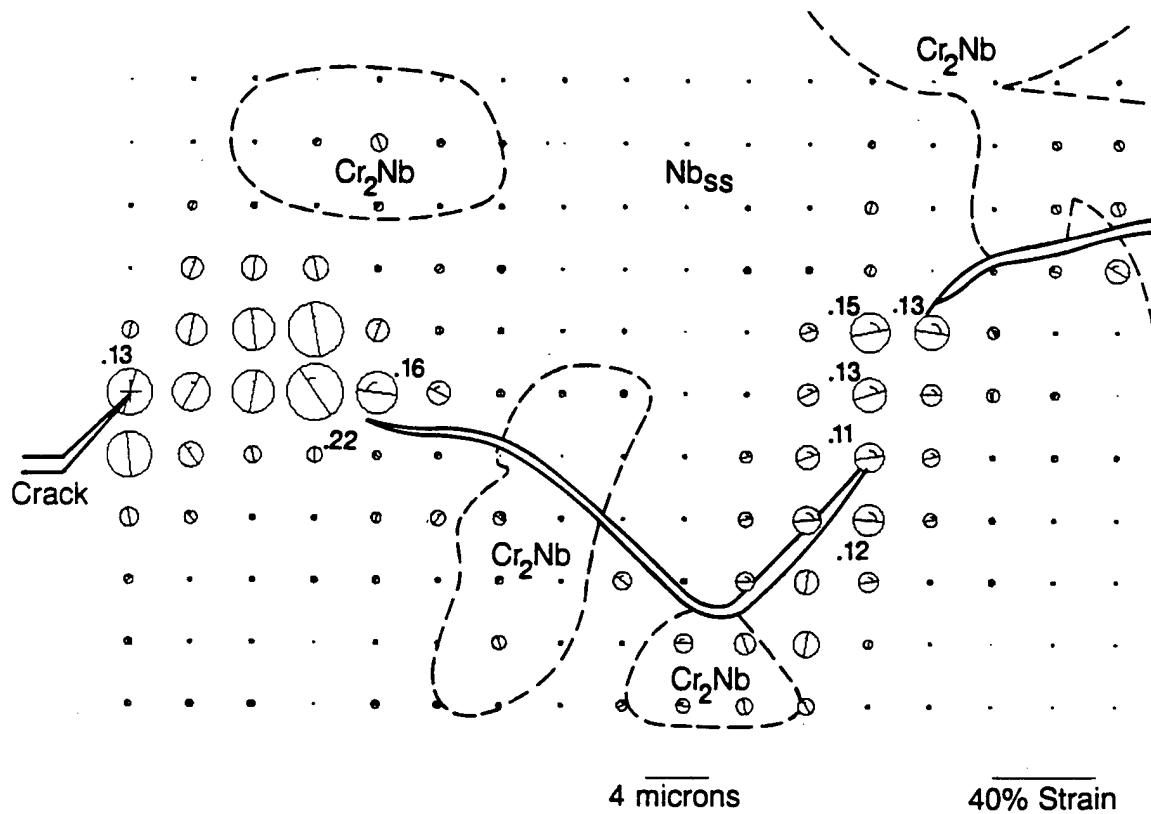 Cr2Nb
Cr2Nb
Nbss
.15 .13
.13
.16
.13
.22
.11
Crack
Cr2Nb
.12
Cr2Nb
4 microns
40% Strain